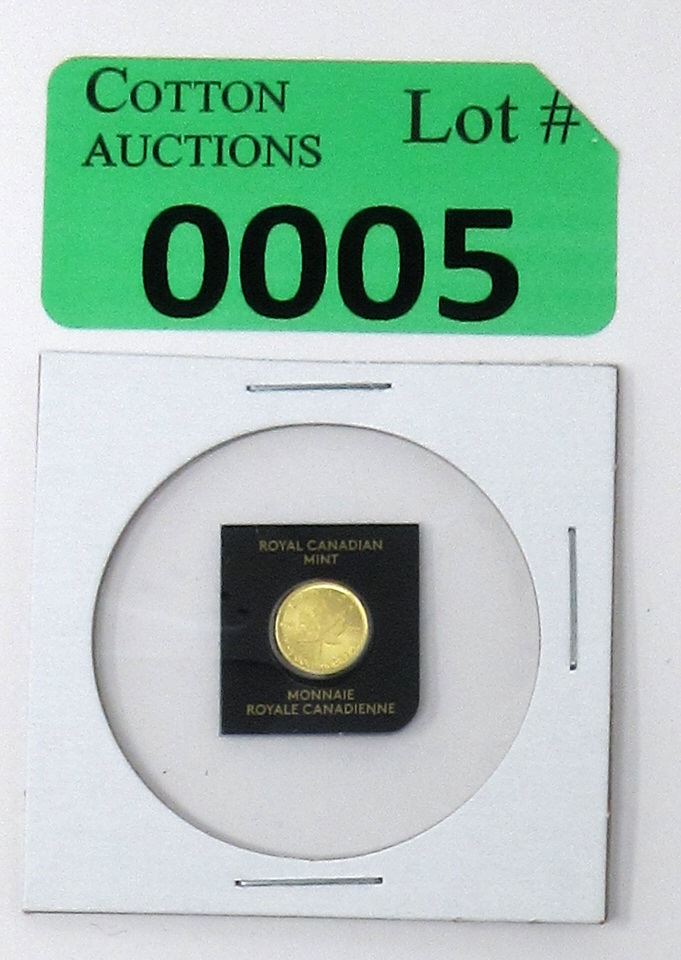 COTTON
AUCTIONS
Lot #
0005
ROYAL CANADIAN
MINT
MONNAIE
ROYALE CANADIENNE